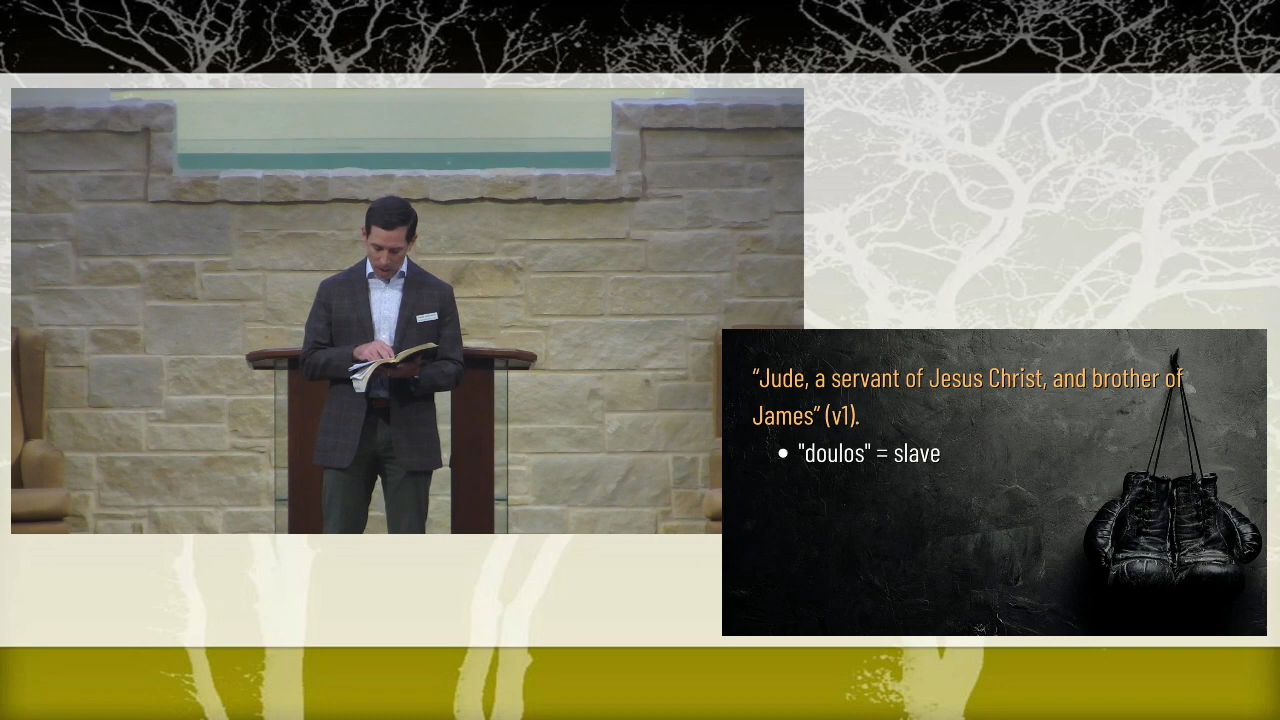 “Jude, a servant of Jesus Christ, and brother of
James” (v1).
• "doulos" = slave